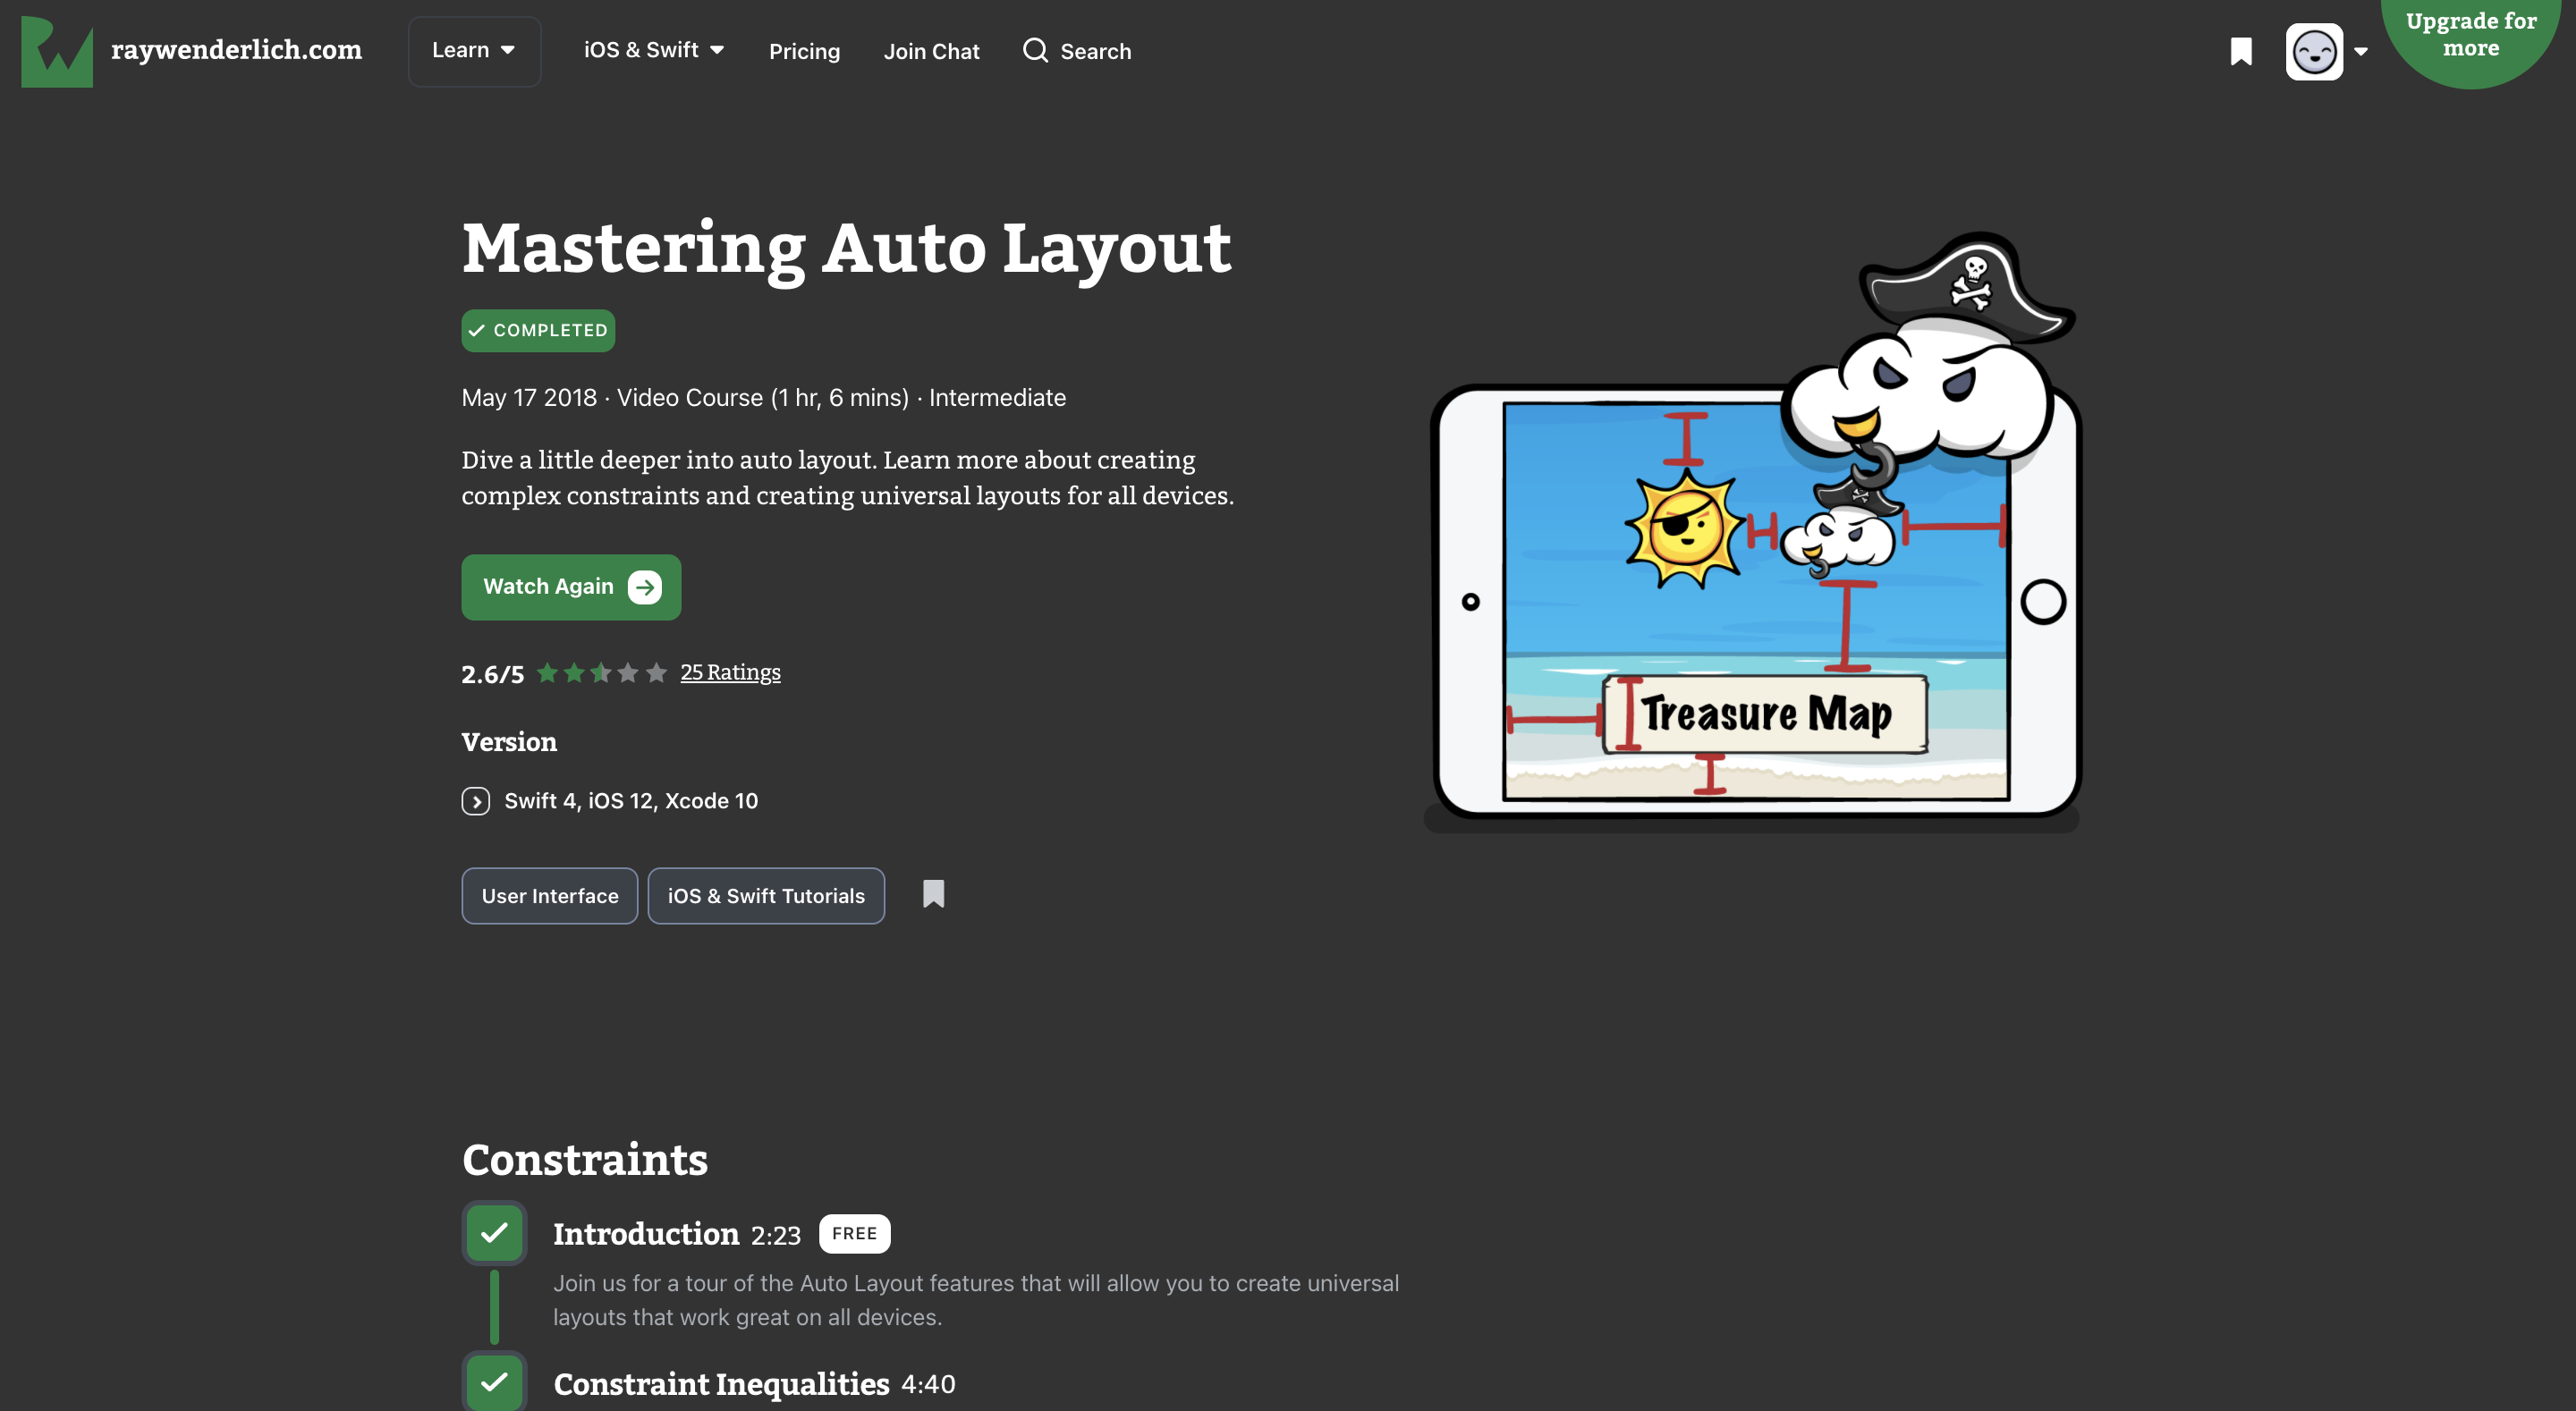 raywenderlich.com
Learn
iOS & Swift
Pricing
Join Chat
Search
Upgrade for
more
Mastering Auto Layout
COMPLETED
May 17 2018 · Video Course (1 hr, 6 mins) · Intermediate
Dive a little deeper into auto layout. Learn more about creating
complex constraints and creating universal layouts for all devices.
Watch Again
2.6/5 25 Ratings
Version
Swift 4, iOS 12, Xcode 10
User Interface
iOS & Swift Tutorials
Treasure Map
Constraints
Introduction 2:23 FREE
Join us for a tour of the Auto Layout features that will allow you to create universal
layouts that work great on all devices.
Constraint Inequalities 4:40